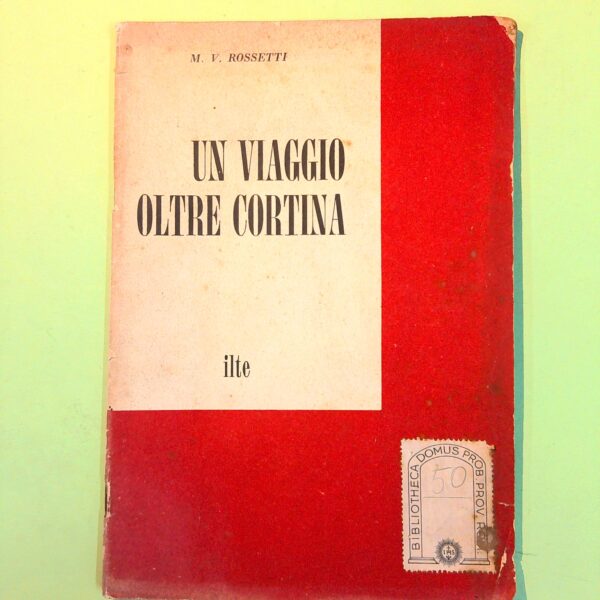 M. V. ROSSETTI
UN VIAGGIO
OLTRE CORTINA
ilte
BIBLIOTHECA DOMUS PROB. PROV.
50